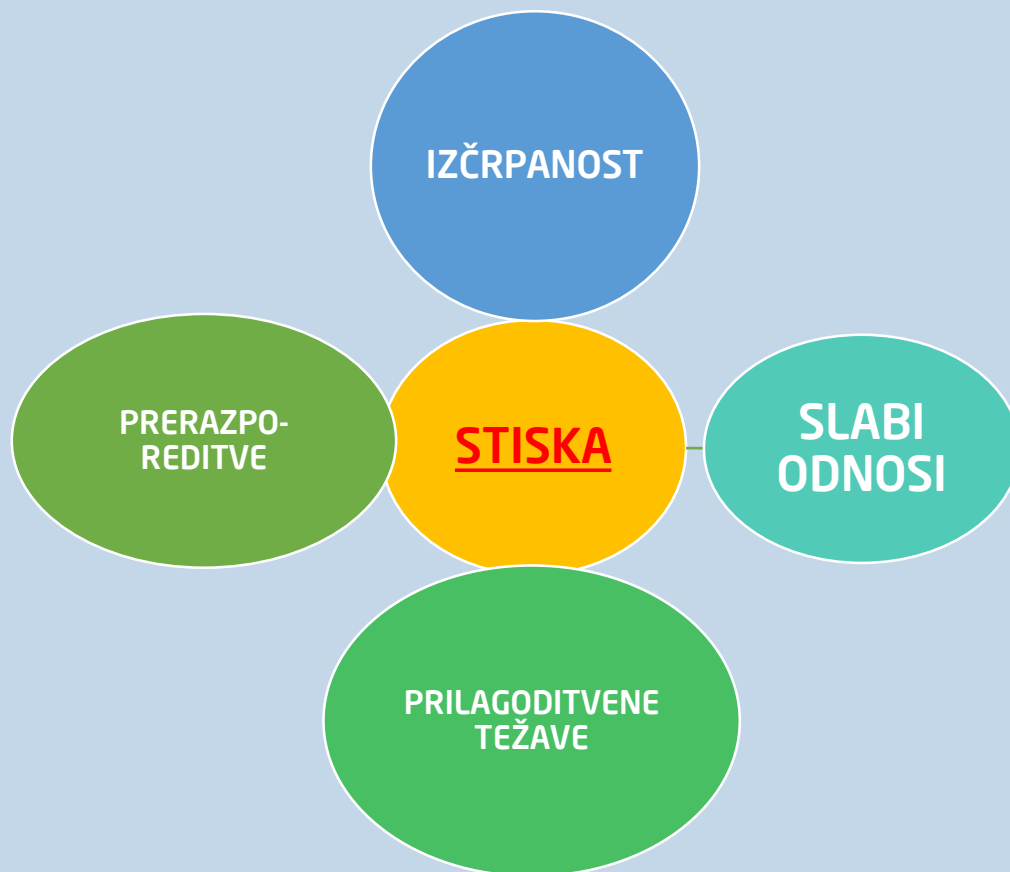 IZČRPANOST
PRERAZPO-
REDITVE
STISKA
SLABI
ODNOSI
PRILAGODITVENE
TEŽAVE